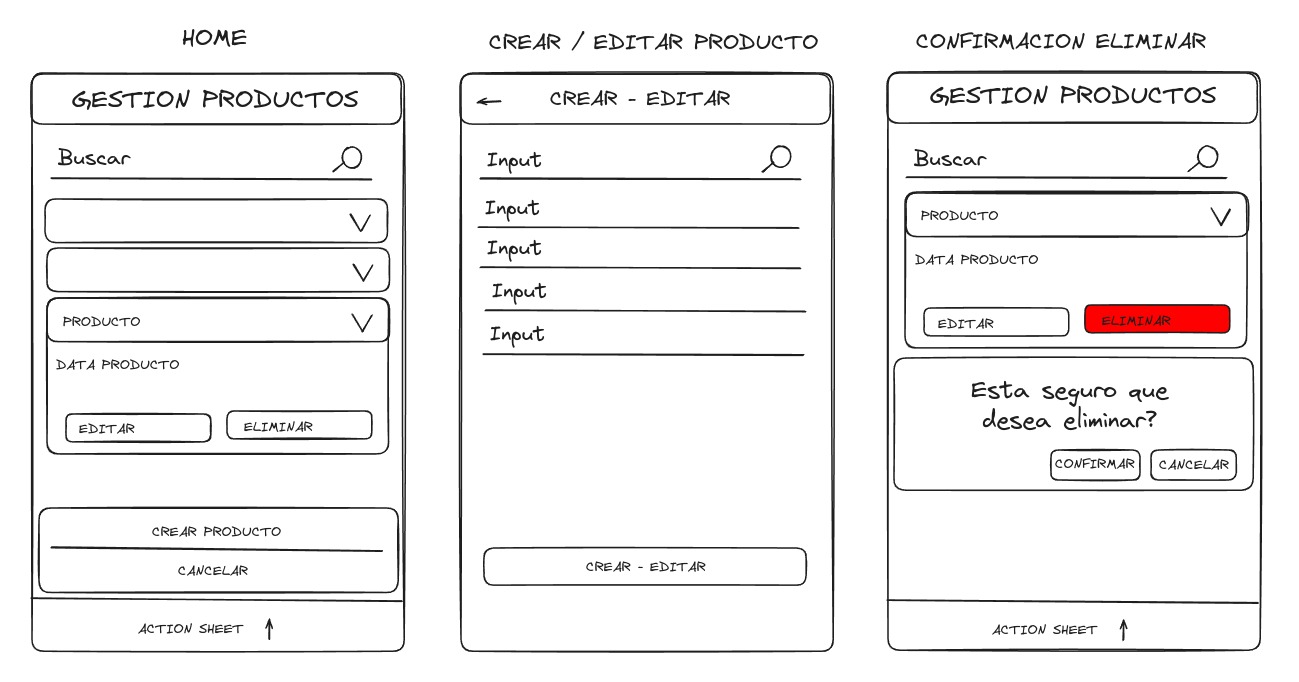 HOME
GESTION PRODUCTOS
Buscar
PRODUCTO
DATA PRODUCTO
EDITAR
ELIMINAR
CREAR PRODUCTO
CANCELAR
ACTION SHEET
CREAR / EDITAR PRODUCTO
CREAR - EDITAR
Input
Input
Input
Input
Input
CREAR - EDITAR
CONFIRMACION ELIMINAR
GESTION PRODUCTOS
Buscar
PRODUCTO
DATA PRODUCTO
EDITAR
ELIMINAR
Esta seguro que
desea eliminar?
CONFIRMAR
CANCELAR
ACTION SHEET